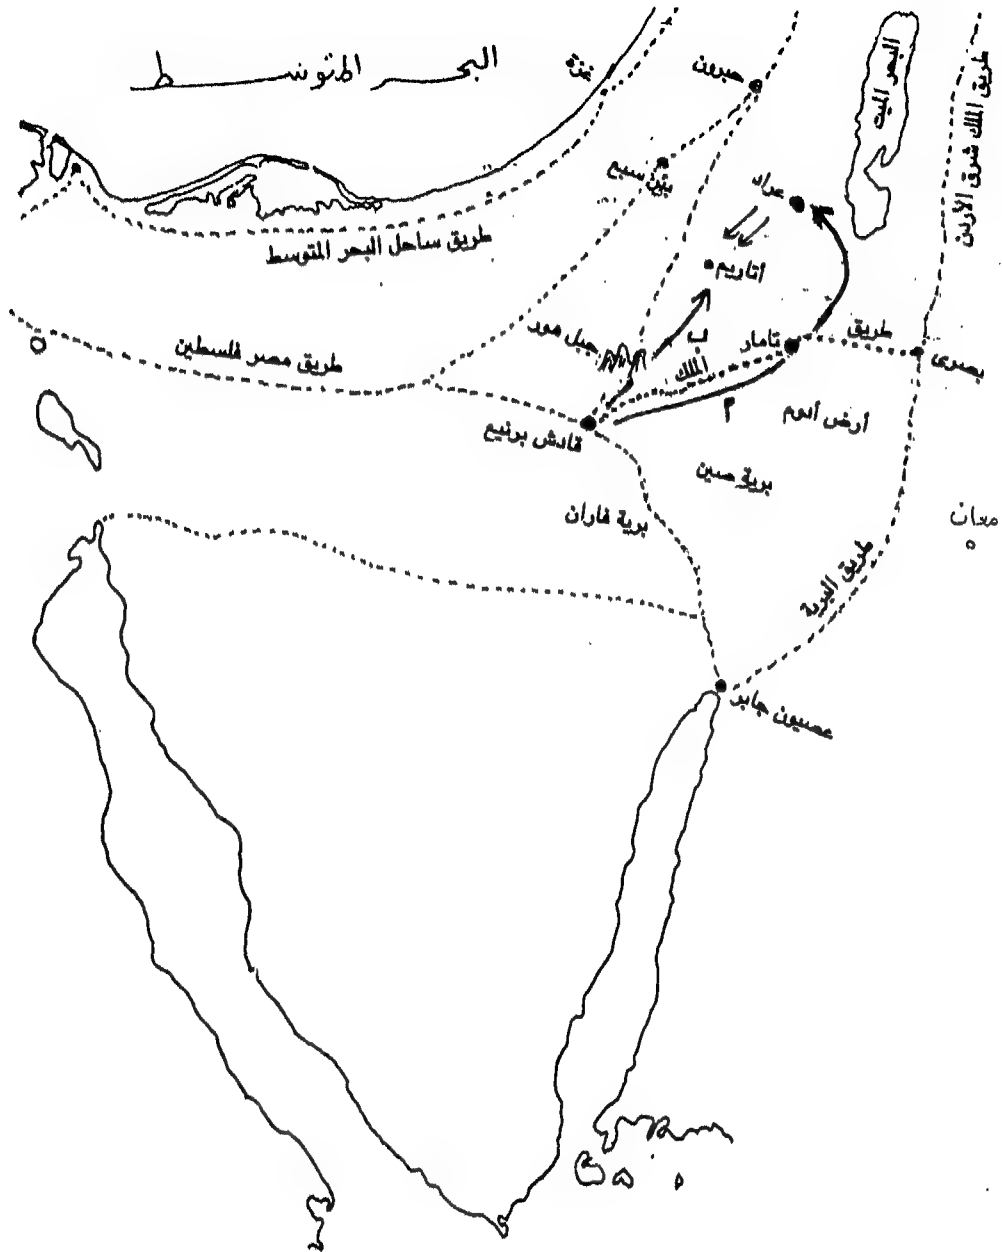 البحر المتوسط
غزة
حبرون
البحر الميت
طريق الملك شرق الأردن
بئر سبع
عراد
طريق ساحل البحر المتوسط
أتاريم
طريق مصر فلسطين
جبل هور
ب
الملك
تامار
طريق
بصرى
أ
أرض أدوم
قادش برنيع
برية صين
برية فاران
معان
طريق البرية
عصيون جابر